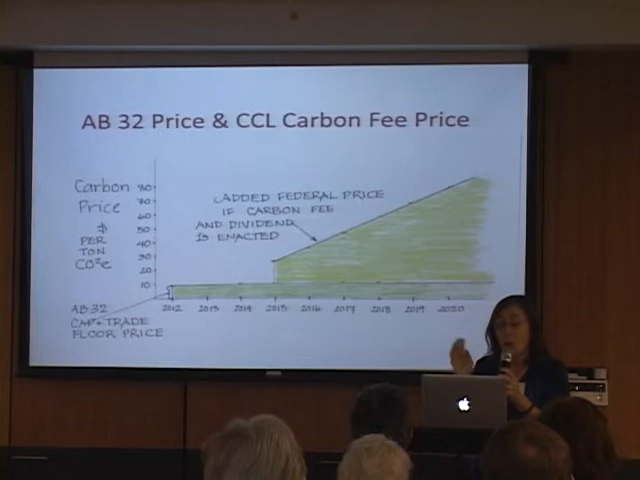 AB 32 Price & CCL Carbon Fee Price
Carbon
Price
$
PER
TON
CO²e
80
70
60
50
40
30
20
10
ADDED FEDERAL PRICE
IF CARBON FEE
AND DIVIDEND
IS ENACTED
2012 2013 2014 2015 2016 2017 2018 2019 2020
AB 32
CAP+TRADE
FLOOR PRICE